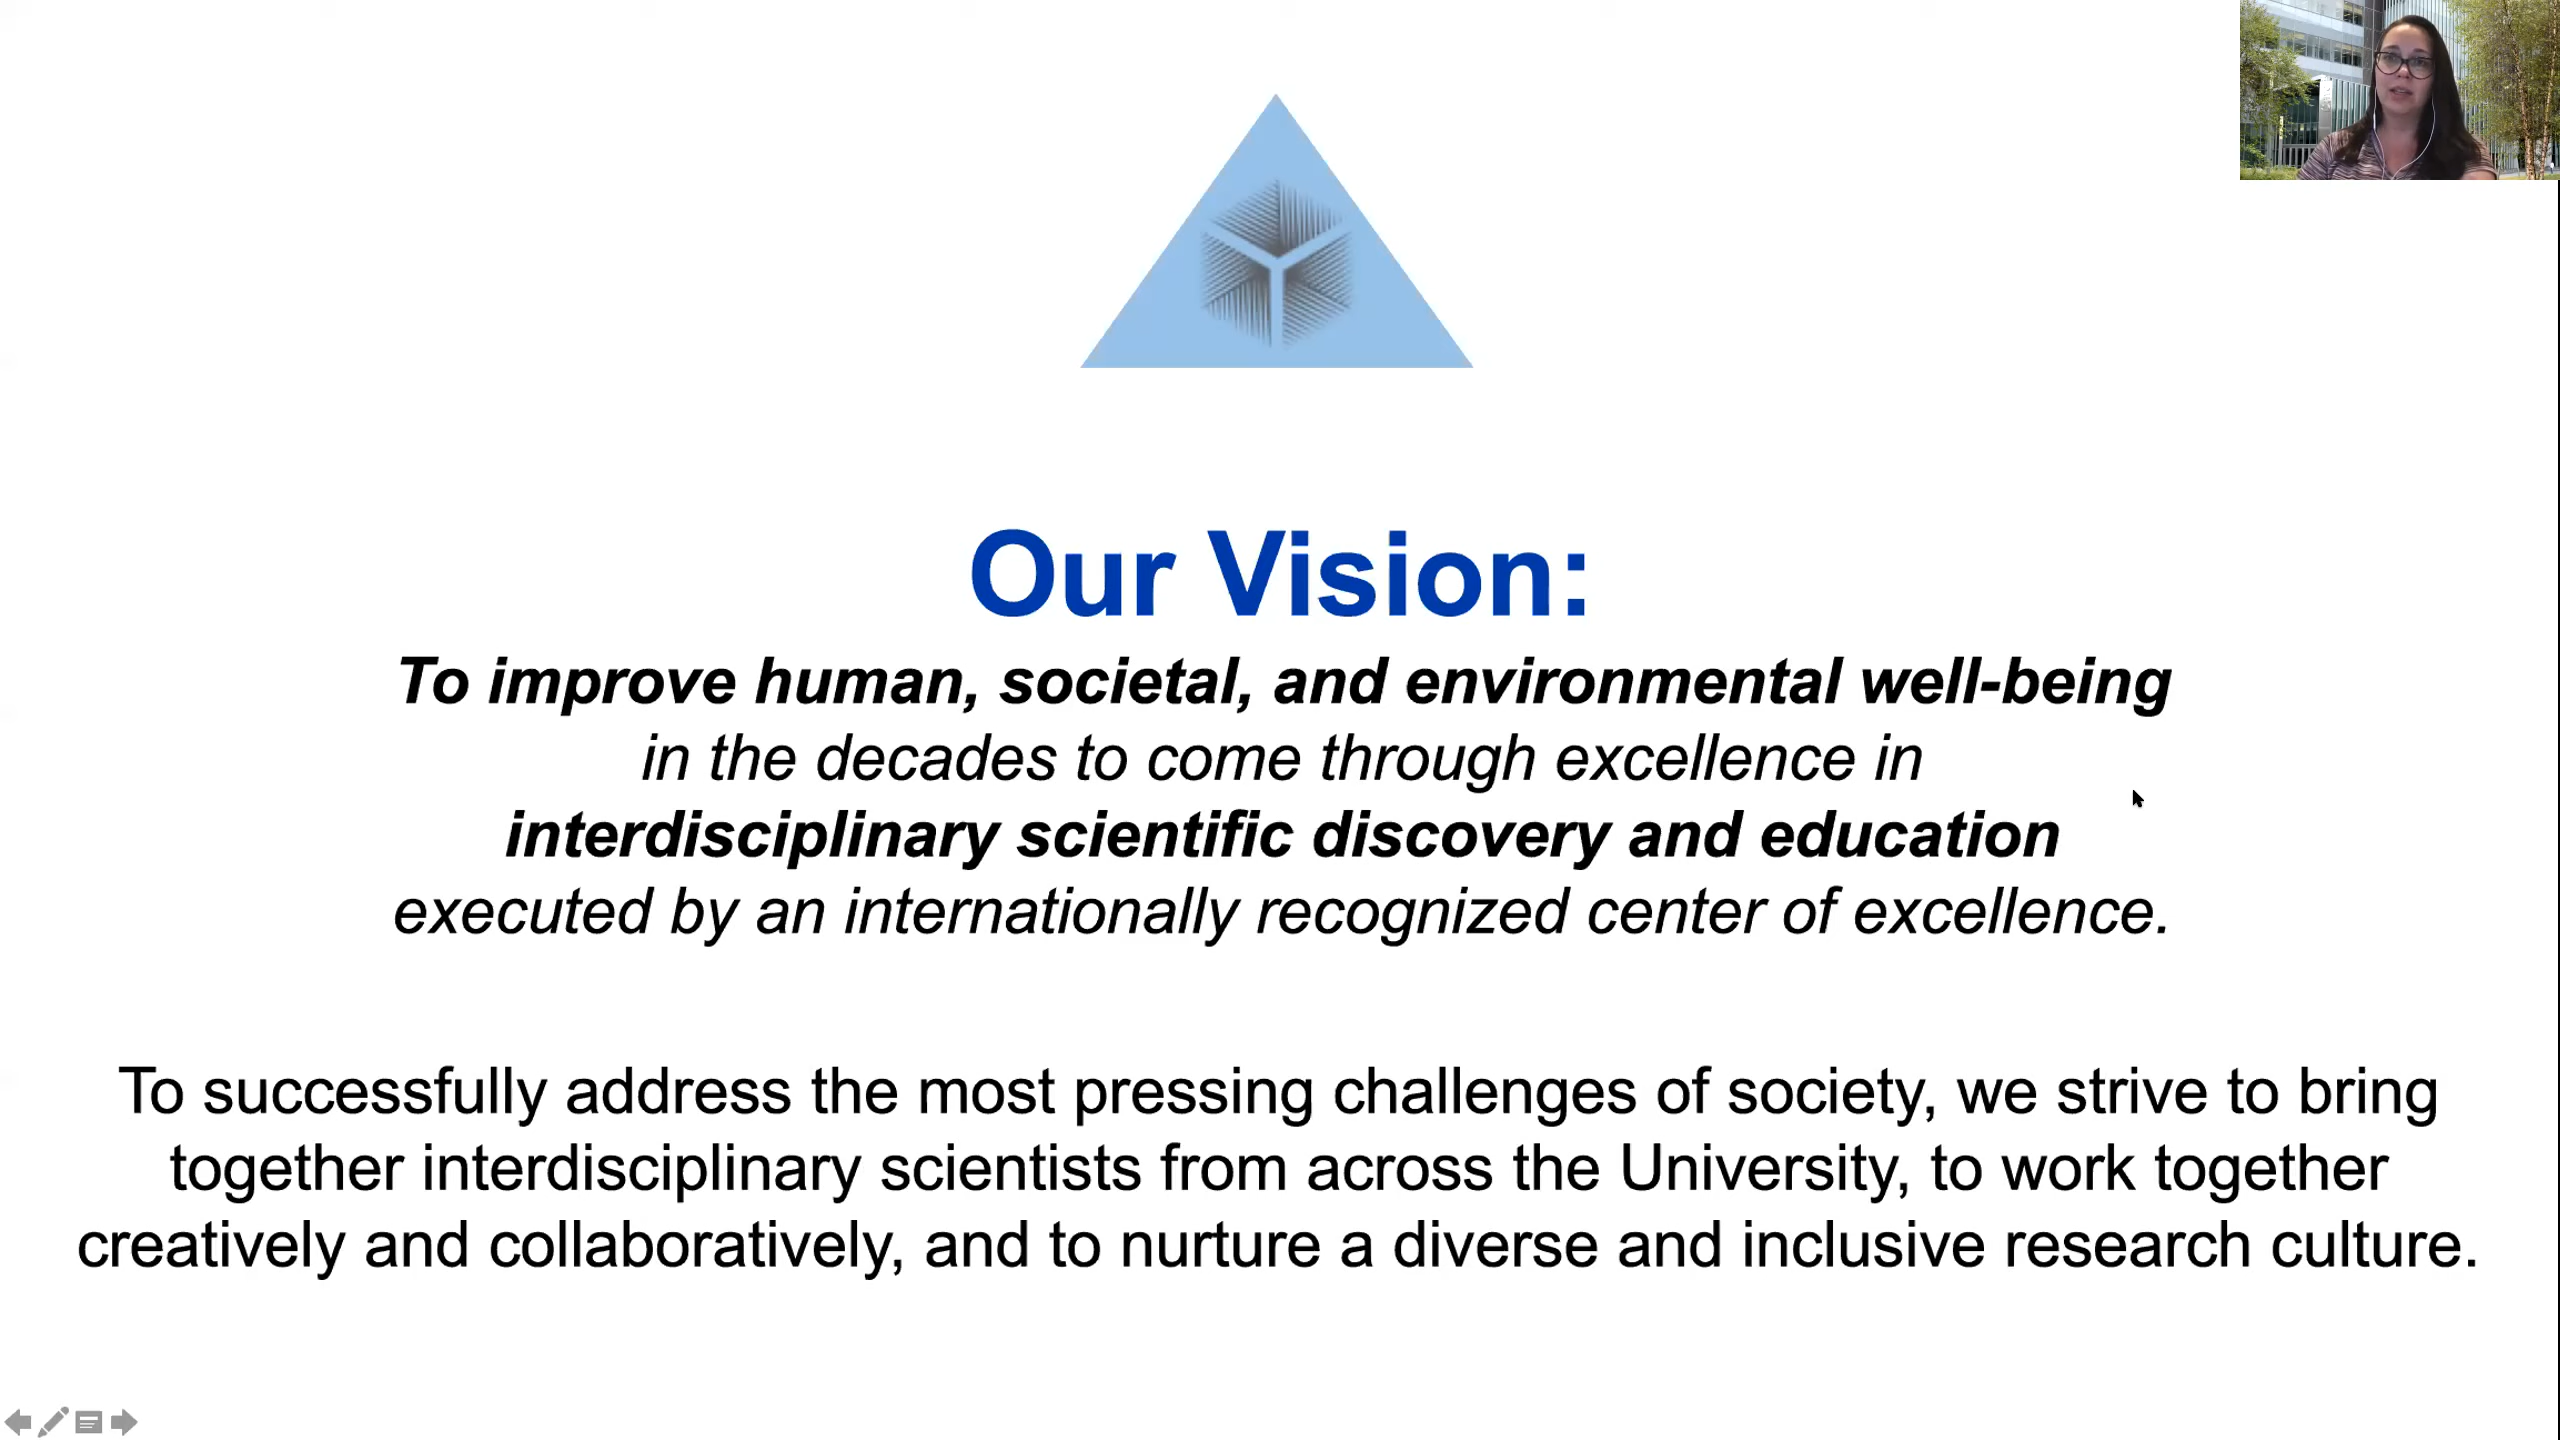 Our Vision:
To improve human, societal, and environmental well-being
in the decades to come through excellence in
interdisciplinary scientific discovery and education
executed by an internationally recognized center of excellence.
To successfully address the most pressing challenges of society, we strive to bring
together interdisciplinary scientists from across the University, to work together
creatively and collaboratively, and to nurture a diverse and inclusive research culture.